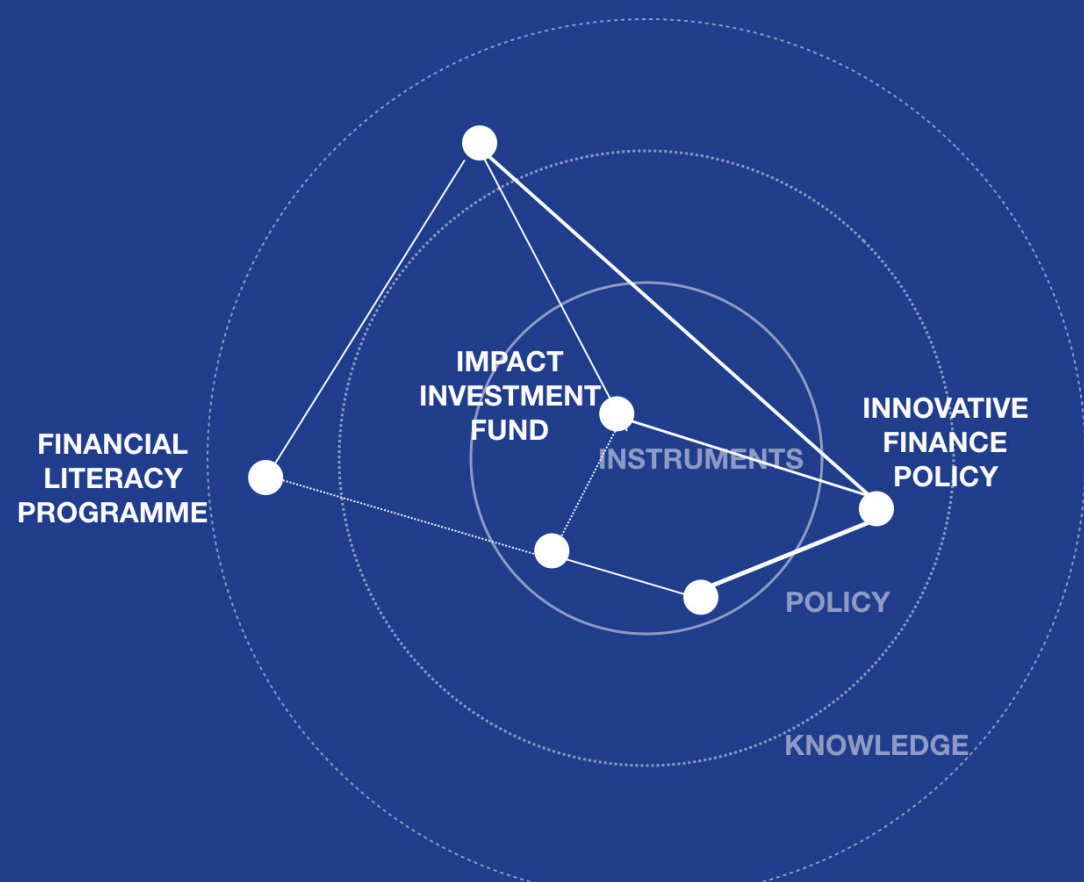 IMPACT
INVESTMENT
FUND
INNOVATIVE
FINANCE
POLICY
FINANCIAL
LITERACY
PROGRAMME
INSTRUMENTS
POLICY
KNOWLEDGE